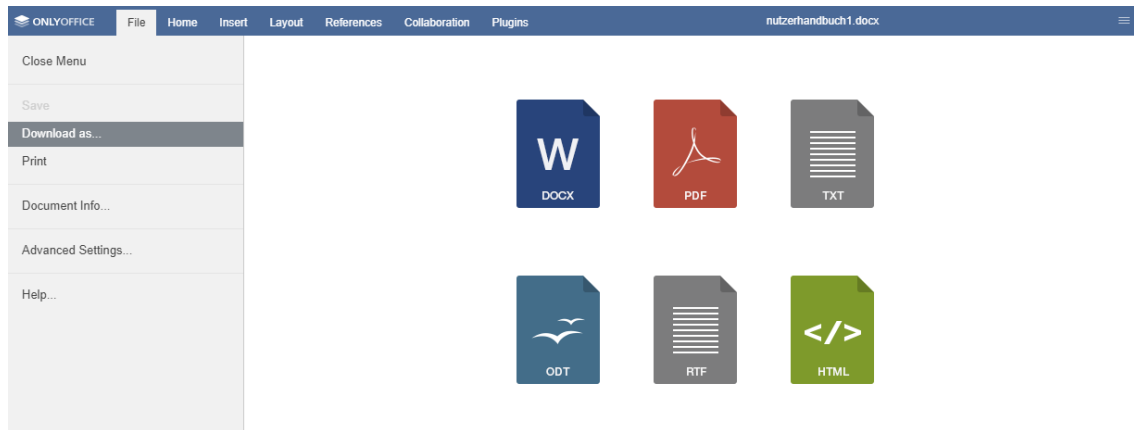 ONLYOFFICE File Home Insert Layout References Collaboration Plugins nutzerhandbuch1.docx
Close Menu
Save
Download as...
Print
Document Info...
Advanced Settings...
Help...
W
DOCX
PDF
TXT
ODT
RTF
</>
HTML